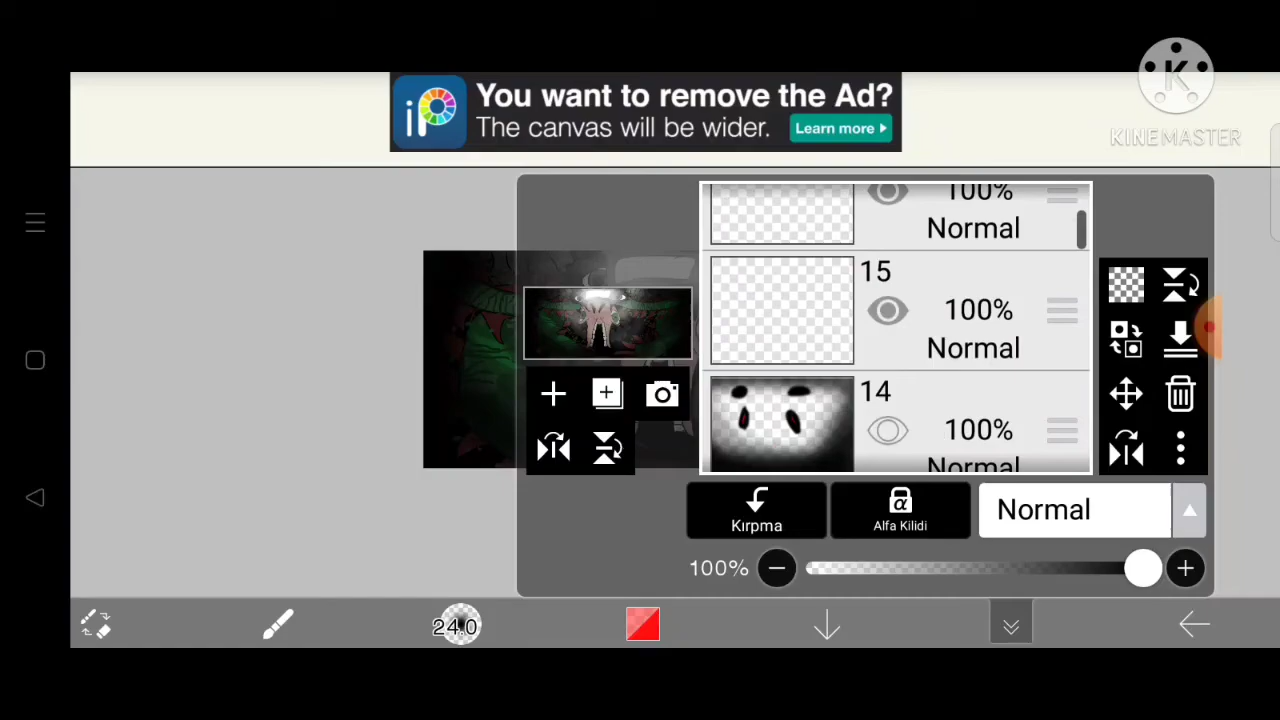 You want to remove the Ad?
The canvas will be wider.
Learn more
iP
K
KINEMASTER
100%
Normal
15
100%
Normal
14
100%
Normal
Kırpma
α
Alfa Kilidi
Normal
100%
24.0